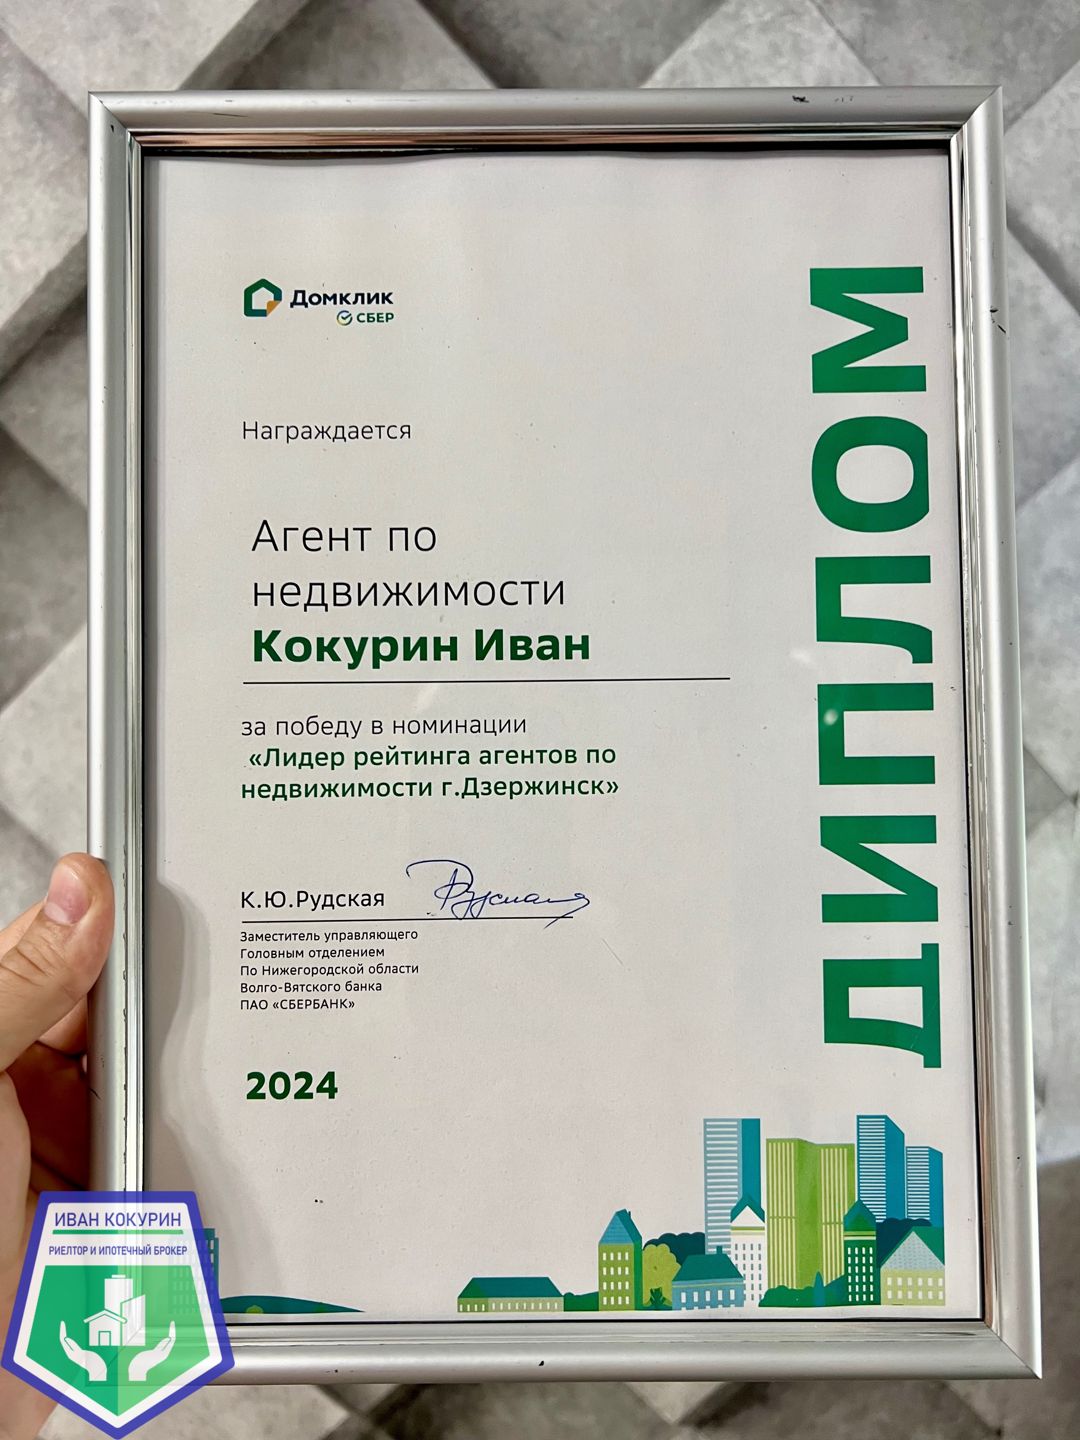 Домклик
СБЕР
Награждается
Агент по
недвижимости
Кокурин Иван
за победу в номинации
«Лидер рейтинга агентов по
недвижимости г.Дзержинск»
К.Ю.Рудская
Заместитель управляющего
Головным отделением
По Нижегородской области
Волго-Вятского банка
ПАО «СБЕРБАНК»
2024
ДИПЛОМ
ИВАН КОКУРИН
РИЕЛТОР И ИПОТЕЧНЫЙ БРОКЕР